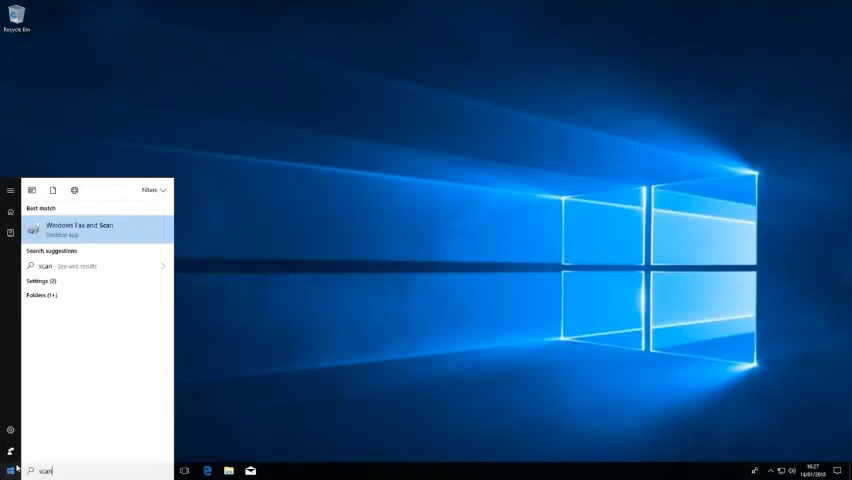 Recycle Bin
Filters
Best match
Windows Fax and Scan
Desktop app
Search suggestions
scan - See web results
Settings (2)
Folders (1+)
scan
16:27
14/01/2018